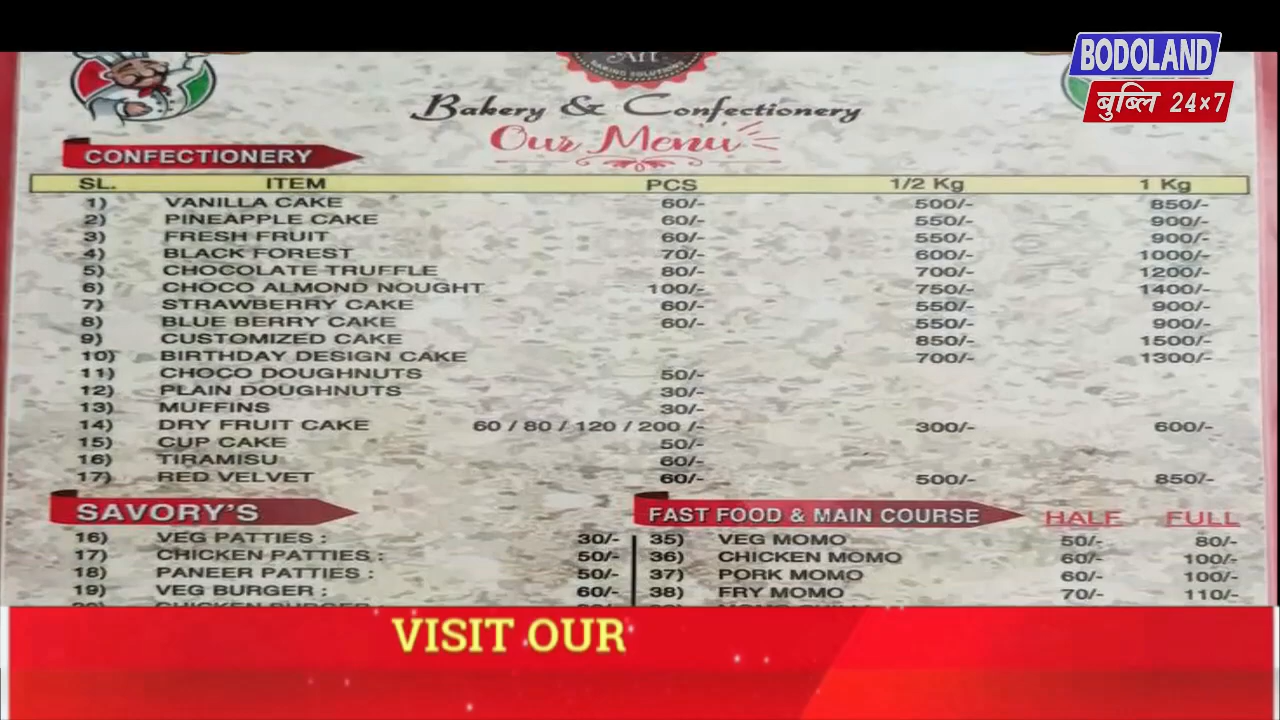 BODOLAND
बुब्लि 24×7
Art
BAKING SOLUTIONS
Bakery & Confectionery
Our Menu
CONFECTIONERY
SL. ITEM PCS 1/2 Kg 1 Kg
1) VANILLA CAKE 60/- 500/- 850/-
2) PINEAPPLE CAKE 60/- 550/- 900/-
3) FRESH FRUIT 60/- 550/- 900/-
4) BLACK FOREST 70/- 600/- 1000/-
5) CHOCOLATE TRUFFLE 80/- 700/- 1200/-
6) CHOCO ALMOND NOUGHT 100/- 750/- 1400/-
7) STRAWBERRY CAKE 60/- 550/- 900/-
8) BLUE BERRY CAKE 60/- 550/- 900/-
9) CUSTOMIZED CAKE 850/- 1500/-
10) BIRTHDAY DESIGN CAKE 700/- 1300/-
11) CHOCO DOUGHNUTS 50/-
12) PLAIN DOUGHNUTS 30/-
13) MUFFINS 30/-
14) DRY FRUIT CAKE 60 / 80 / 120 / 200 /- 300/- 600/-
15) CUP CAKE 50/-
16) TIRAMISU 60/-
17) RED VELVET 60/- 500/- 850/-
SAVORY'S
16) VEG PATTIES : 30/-
17) CHICKEN PATTIES : 50/-
18) PANEER PATTIES : 50/-
19) VEG BURGER : 60/-
FAST FOOD & MAIN COURSE HALF FULL
35) VEG MOMO 50/- 80/-
36) CHICKEN MOMO 60/- 100/-
37) PORK MOMO 60/- 100/-
38) FRY MOMO 70/- 110/-
VISIT OUR